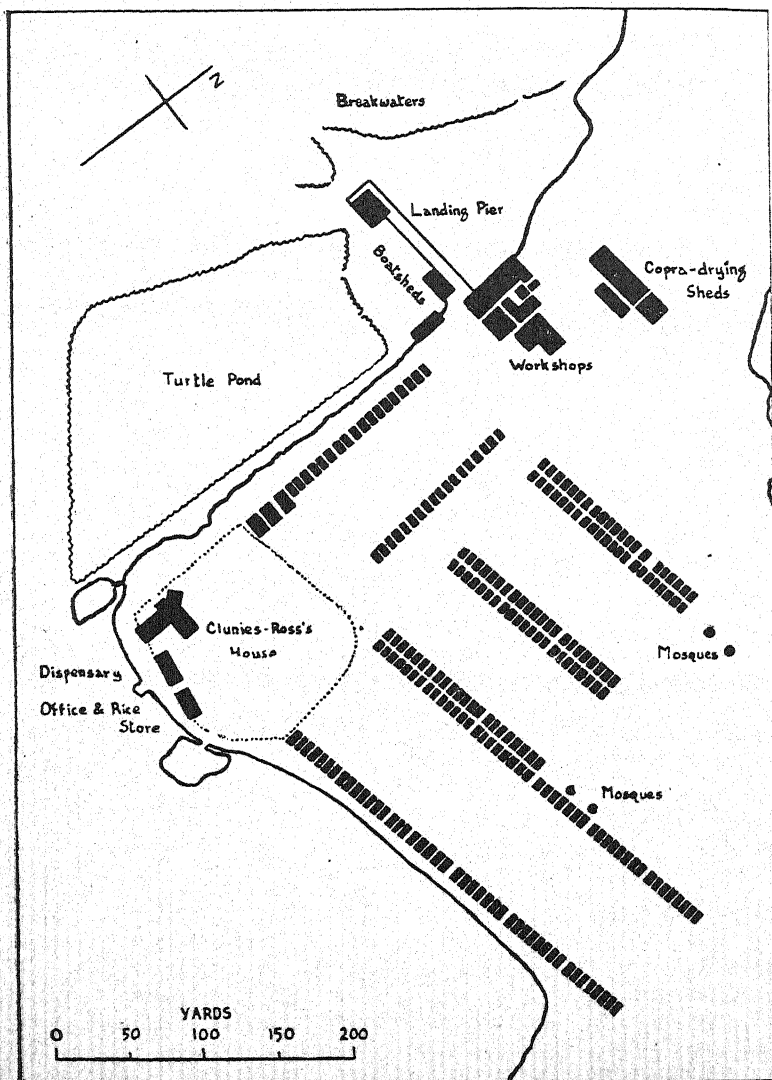 N
Breakwaters
Landing Pier
Boatsheds
Copra-drying
Sheds
Workshops
Turtle Pond
Clunies-Ross's
House
Mosques
Dispensary
Office & Rice
Store
Mosques
YARDS
0 50 100 150 200